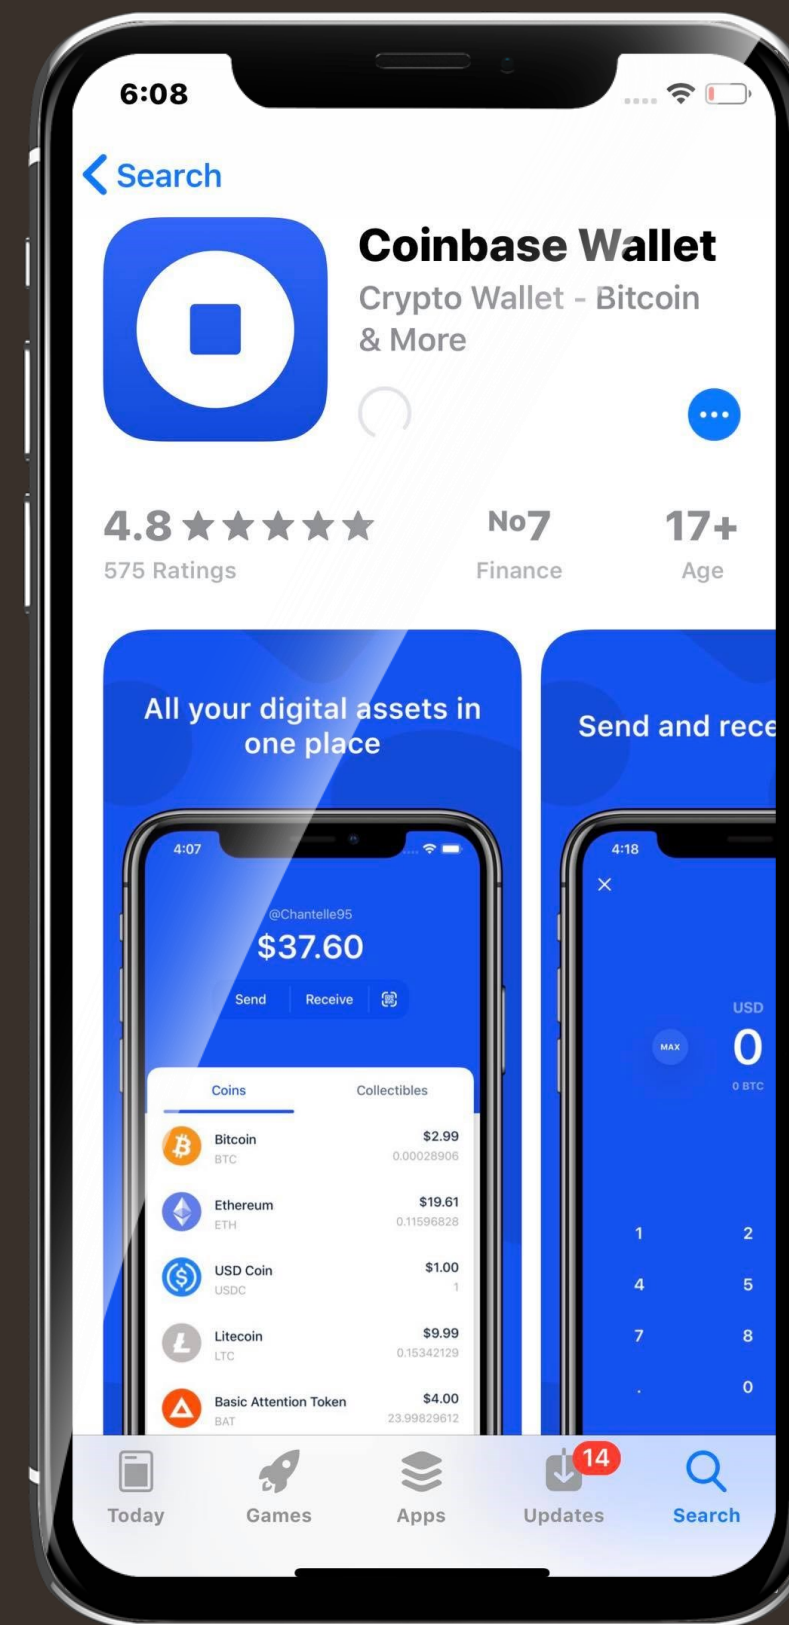 6:08
Search
Coinbase Wallet
Crypto Wallet - Bitcoin
& More
4.8
No7
17+
575 Ratings
Finance
Age
All your digital assets in
one place
4:07
@Chantelle95
$37.60
Send
Receive
Coins
Collectibles
Bitcoin
$2.99
BTC
0.00028906
Ethereum
$19.61
ETH
0.11596828
USD Coin
$1.00
USDC
1
Litecoin
$9.99
LTC
0.15342129
Basic Attention Token
$4.00
BAT
23.99829612
Send and rece
4:18
USD
MAX
0
0 BTC
1
2
4
5
7
8
.
0
14
Today
Games
Apps
Updates
Search